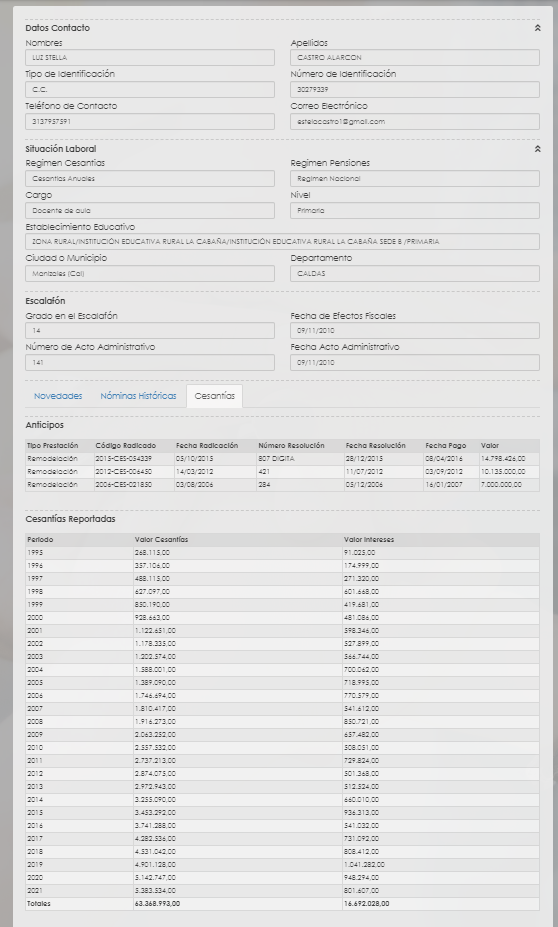 Datos Contacto
Nombres Apellidos
LUZ STELLA CASTRO ALARCON
Tipo de Identificación Número de Identificación
C.C. 30279339
Teléfono de Contacto Correo Electrónico
3137957591 estelacastro1@gmail.com
Situación Laboral
Regimen Cesantías Regimen Pensiones
Cesantías Anuales Regimen Nacional
Cargo Nivel
Docente de aula Primaria
Establecimiento Educativo
ZONA RURAL/INSTITUCIÓN EDUCATIVA RURAL LA CABAÑA/INSTITUCIÓN EDUCATIVA RURAL LA CABAÑA SEDE B /PRIMARIA
Ciudad o Municipio Departamento
Manizales (Cal) CALDAS
Escalafón
Grado en el Escalafón Fecha de Efectos Fiscales
14 09/11/2010
Número de Acto Administrativo Fecha Acto Administrativo
141 09/11/2010
Novedades Nóminas Históricas Cesantías
Anticipos
Tipo Prestación Código Radicado Fecha Radicación Número Resolución Fecha Resolución Fecha Pago Valor
Remodelación 2015-CES-054339 05/10/2015 807 DIGITA 28/12/2015 08/04/2016 14.798.426,00
Remodelación 2012-CES-006450 14/03/2012 421 11/07/2012 03/09/2012 10.135.000,00
Remodelación 2006-CES-021850 03/08/2006 284 05/12/2006 16/01/2007 7.000.000,00
Cesantías Reportadas
Periodo Valor Cesantías Valor Intereses
1995 268.115,00 91.025,00
1996 357.106,00 174.999,00
1997 488.115,00 271.320,00
1998 627.097,00 601.668,00
1999 850.190,00 419.681,00
2000 928.663,00 481.086,00
2001 1.122.651,00 598.346,00
2002 1.178.335,00 527.899,00
2003 1.202.574,00 566.744,00
2004 1.588.001,00 700.062,00
2005 1.389.090,00 718.995,00
2006 1.746.694,00 770.579,00
2007 1.810.417,00 541.612,00
2008 1.916.273,00 850.721,00
2009 2.063.252,00 657.482,00
2010 2.557.532,00 508.051,00
2011 2.737.213,00 729.824,00
2012 2.874.075,00 501.368,00
2013 2.972.943,00 512.524,00
2014 3.255.090,00 660.010,00
2015 3.453.292,00 936.313,00
2016 3.741.288,00 541.032,00
2017 4.282.536,00 731.092,00
2018 4.531.042,00 808.412,00
2019 4.901.128,00 1.041.282,00
2020 5.142.747,00 948.294,00
2021 5.383.534,00 801.607,00
Totales 63.368.993,00 16.692.028,00